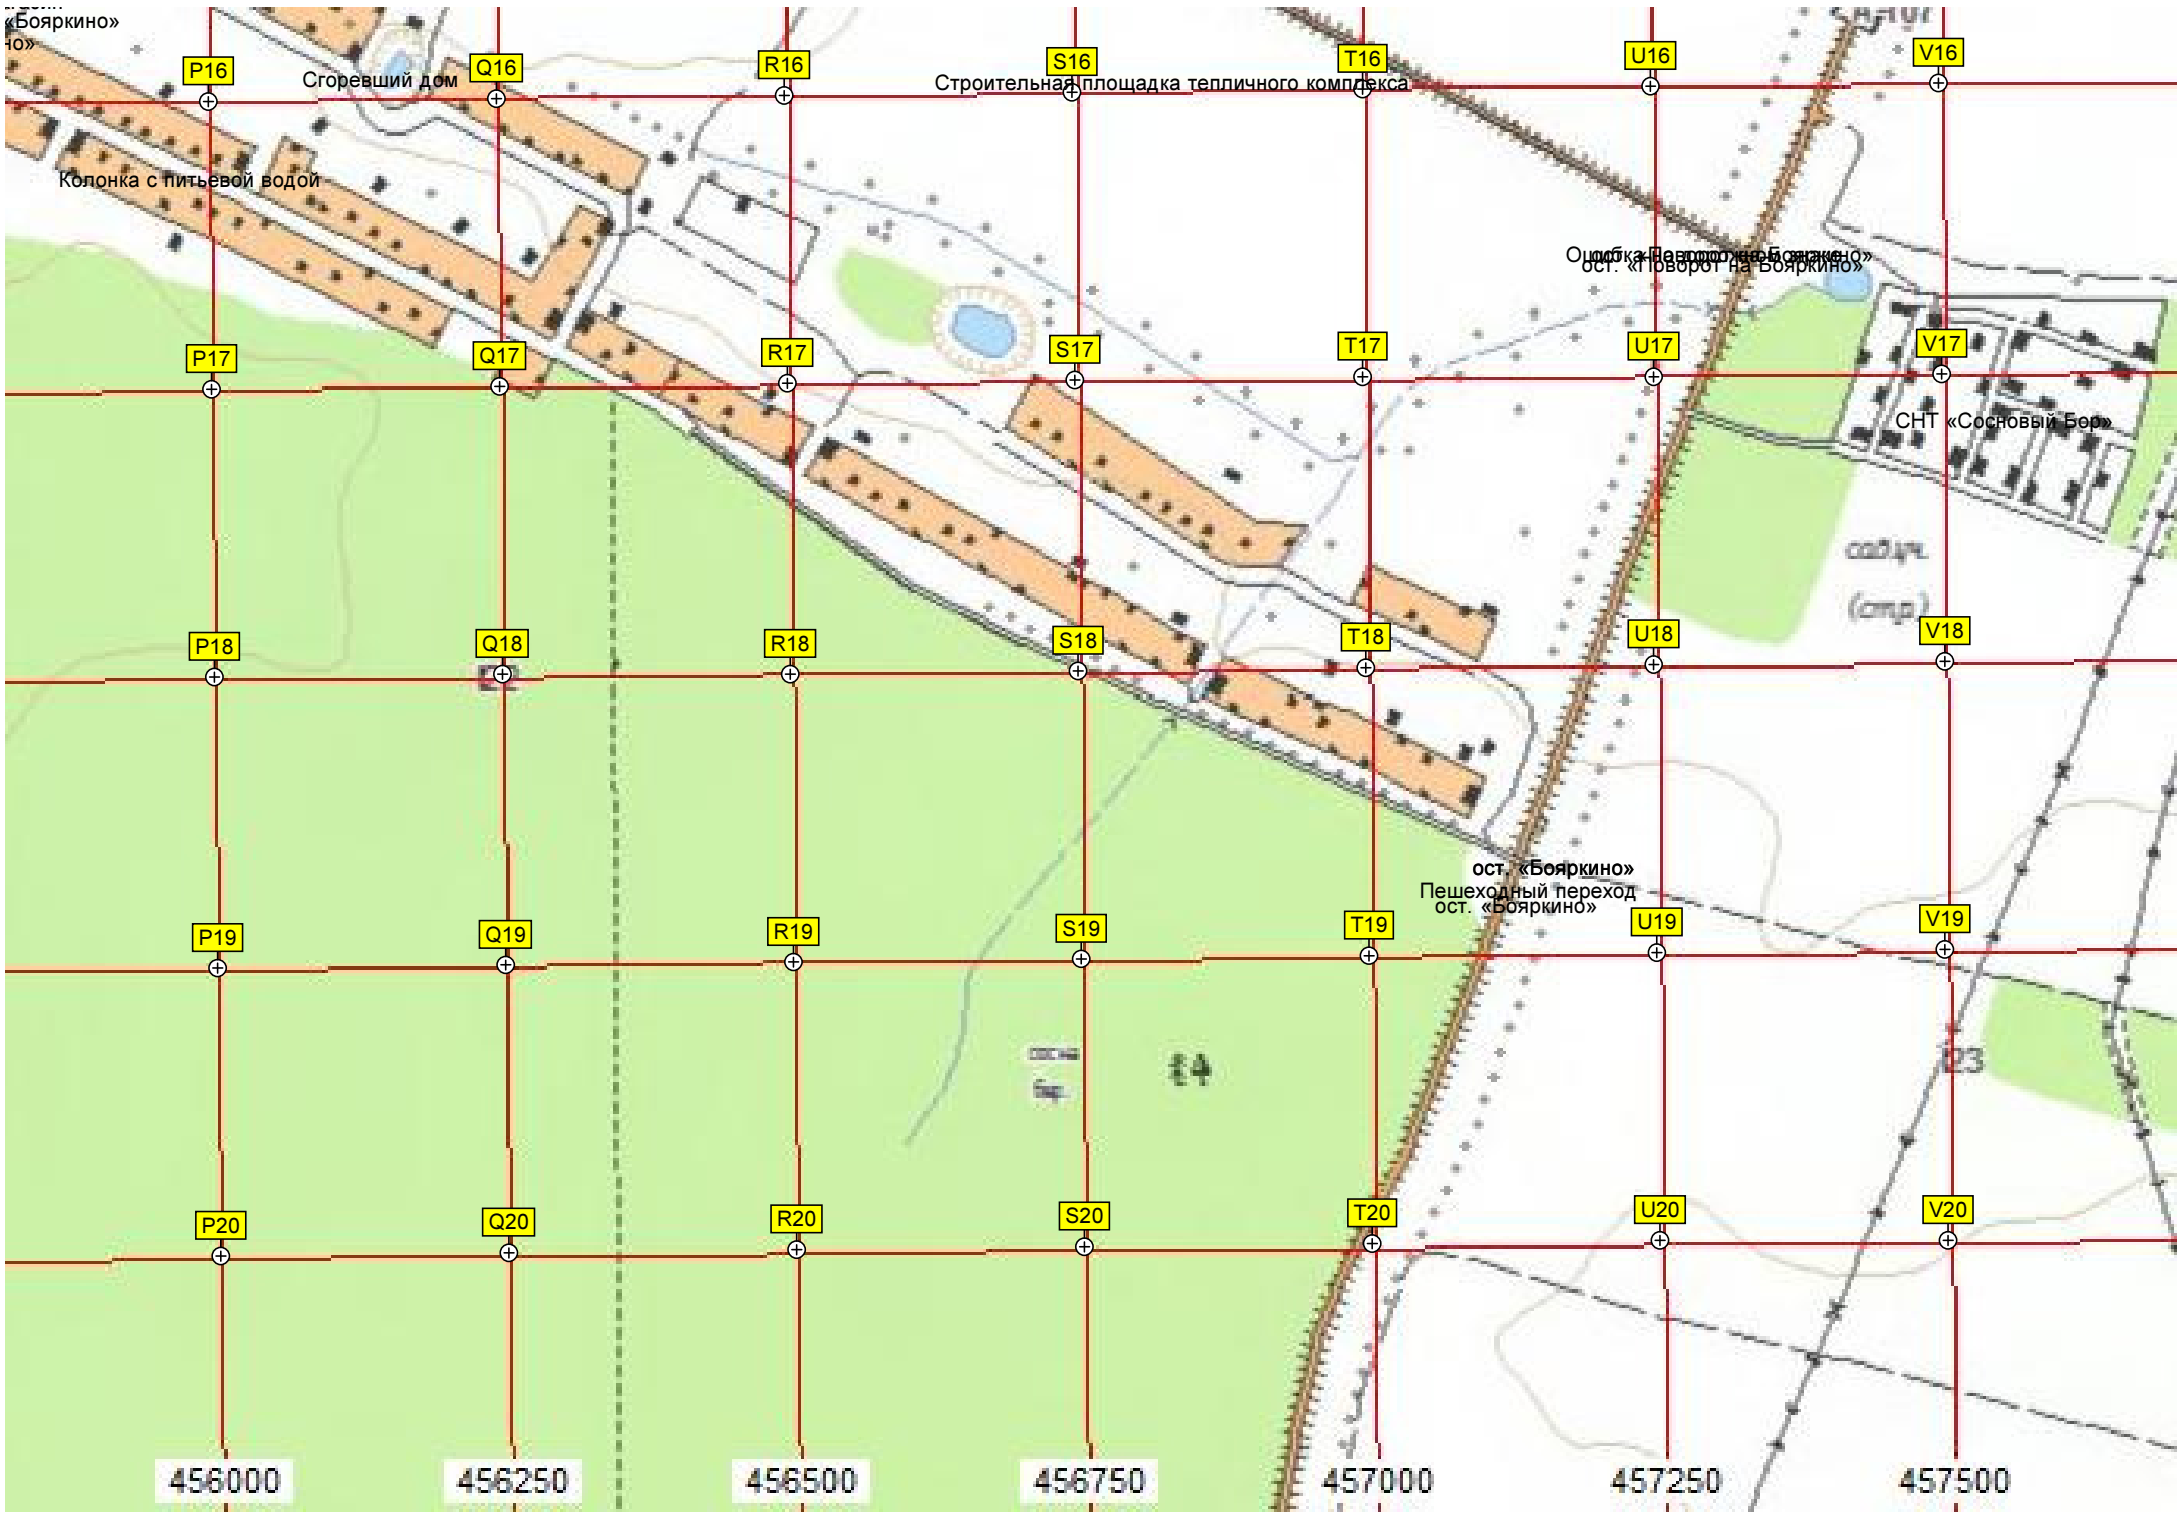 «Бояркино»
но»
А-107
P16
Q16
R16
S16
T16
U16
V16
Сгоревший дом
Строительная площадка тепличного комплекса
Колонка с питьевой водой
ост. «Поворот на Бояркино»
P17
Q17
R17
S17
T17
U17
V17
СНТ «Сосновый Бор»
сад.уч.
(стр.)
P18
Q18
R18
S18
T18
U18
V18
ост. «Бояркино»
Пешеходный переход
ост. «Бояркино»
P19
Q19
R19
S19
T19
U19
V19
сосна
123
P20
Q20
R20
S20
T20
U20
V20
456000
456250
456500
456750
457000
457250
457500